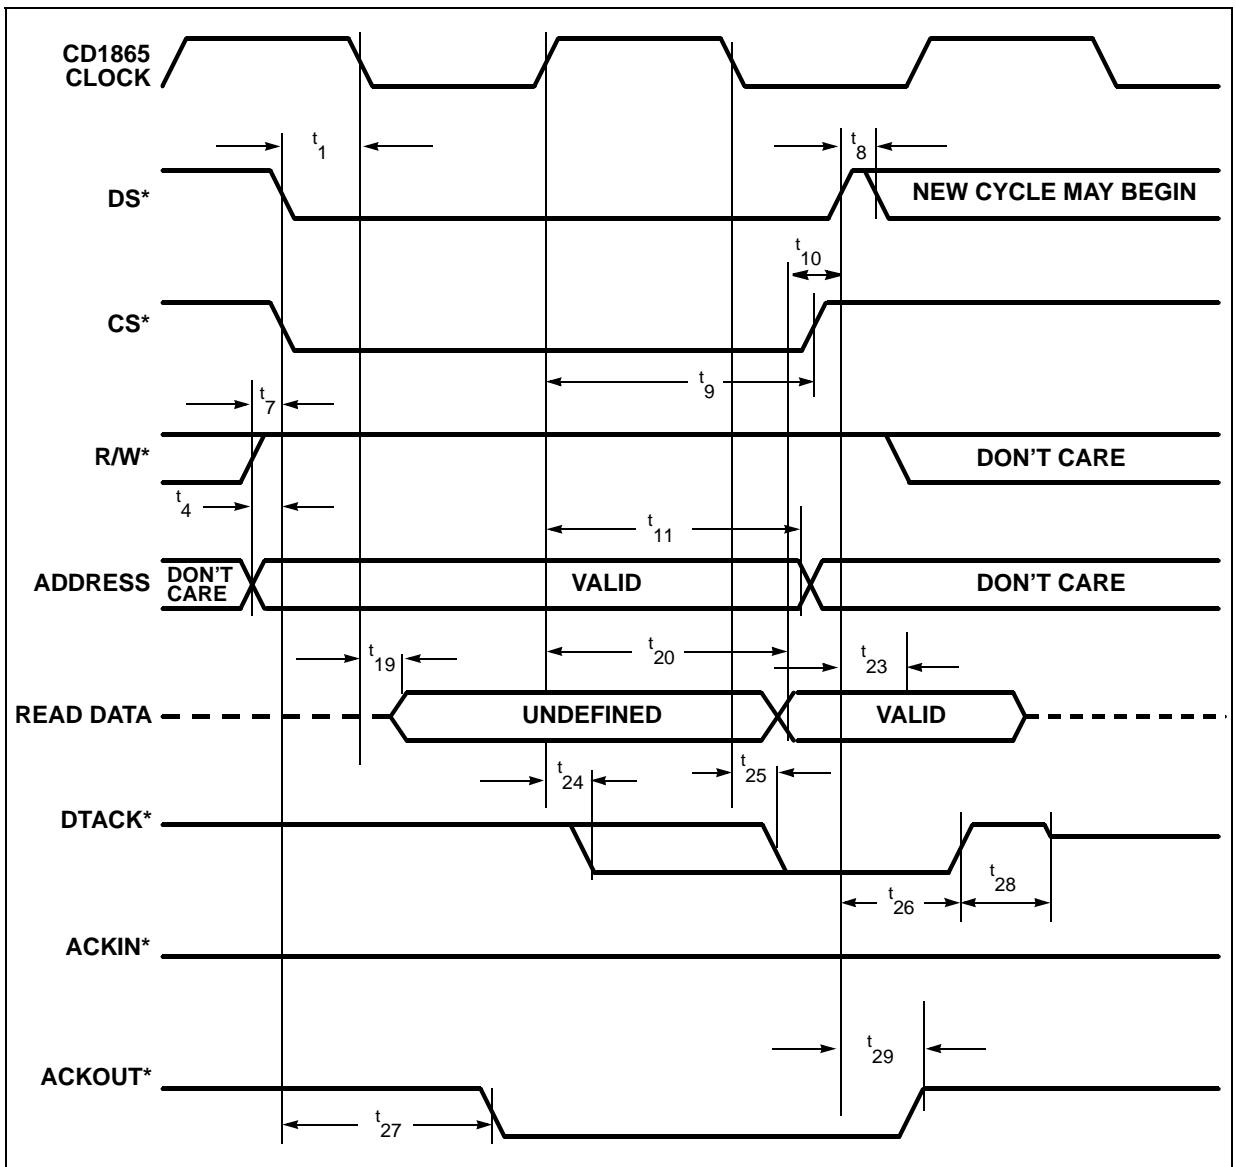 CD1865
CLOCK
t1
t8
DS*
NEW CYCLE MAY BEGIN
t10
CS*
t9
t7
R/W*
DON'T CARE
t4
t11
ADDRESS
DON'T
CARE
VALID
DON'T CARE
t19
t20
t23
READ DATA
UNDEFINED
VALID
t24
t25
DTACK*
t28
t26
ACKIN*
t29
ACKOUT*
t27